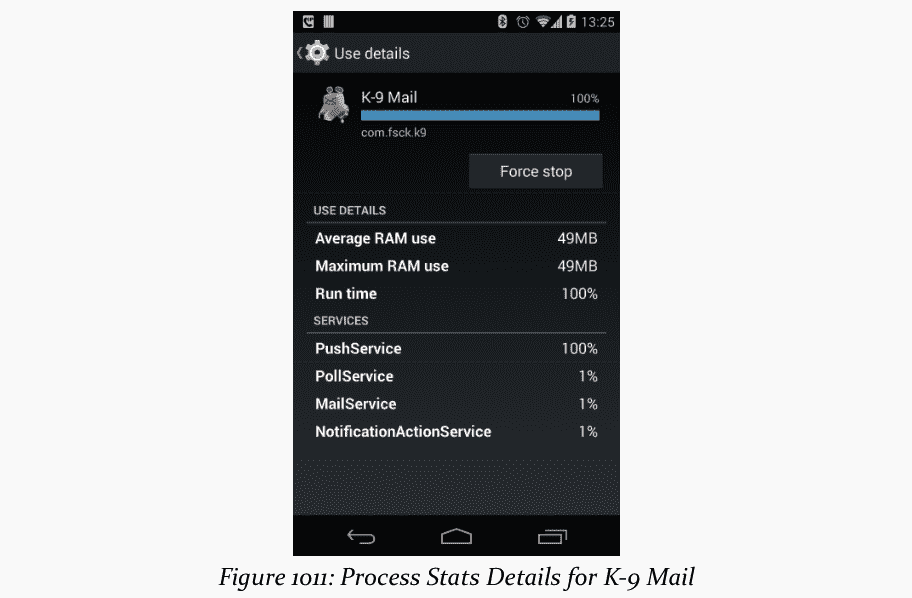 13:25
Use details
K-9 Mail 100%
com.fsck.k9
Force stop
USE DETAILS
Average RAM use 49MB
Maximum RAM use 49MB
Run time 100%
SERVICES
PushService 100%
PollService 1%
MailService 1%
NotificationActionService 1%
Figure 1011: Process Stats Details for K-9 Mail